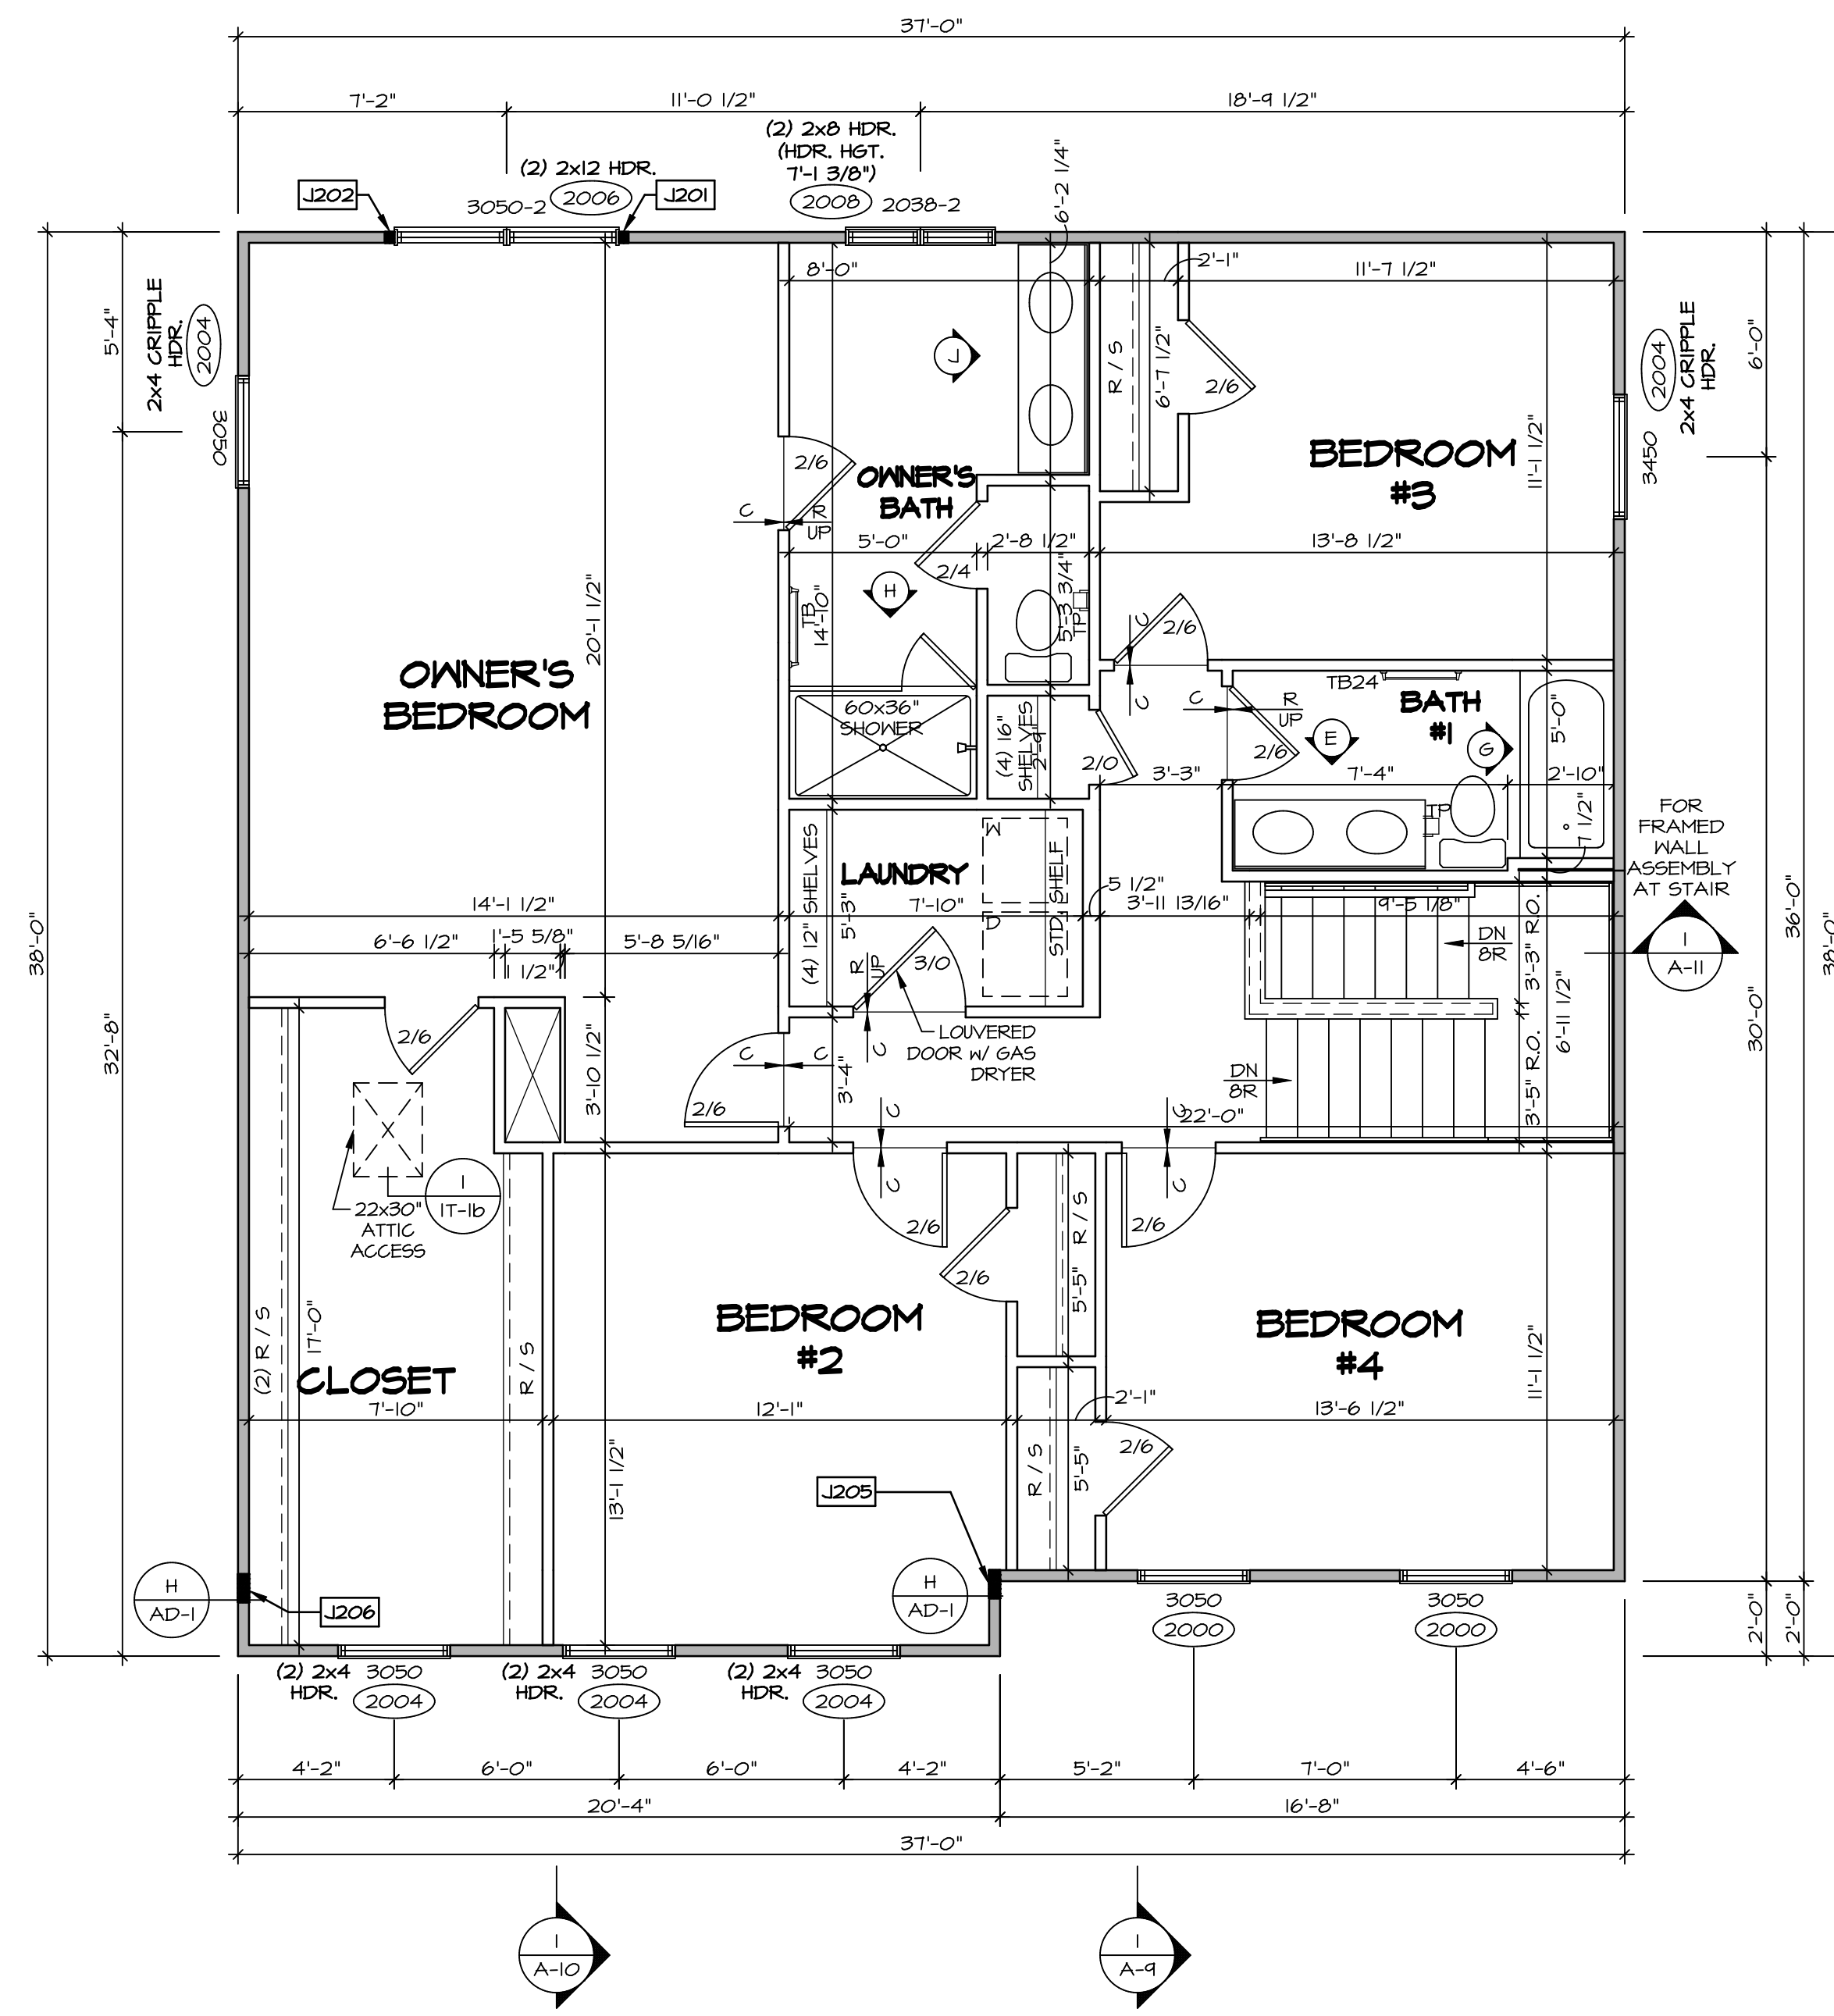 37'-0"
7'-2"
11'-0 1/2"
18'-9 1/2"
(2) 2x8 HDR.
(HDR. HGT.
7'-1 3/8")
(2) 2x12 HDR.
J202
3050-2
2006
J201
2008
2038-2
6'-2 1/4"
5'-4"
2x4 CRIPPLE
HDR.
2004
3050
8'-0"
2'-1"
11'-7 1/2"
2004
2x4 CRIPPLE
HDR.
3450
6'-0"
J
R / S
6'-7 1/2"
2/6
2/6
OWNER'S
BATH
BEDROOM
#3
11'-1 1/2"
C
R
UP
5'-0"
2'-8 1/2"
13'-8 1/2"
2/4
H
TB
14'-10"
5'-3 3/4"
TP
20'-1 1/2"
C
2/6
C
OWNER'S
BEDROOM
60x36"
SHOWER
(4) 16"
SHELVES
2'-9"
2/0
C
R
UP
2/6
TB24
BATH
#1
E
G
5'-0"
3'-3"
7'-4"
2'-10"
TP
7 1/2"
FOR
FRAMED
WALL
ASSEMBLY
AT STAIR
1
A-11
LAUNDRY
W
D
(4) 12" SHELVES
5'-3"
STD. SHELF
14'-1 1/2"
7'-10"
5 1/2"
3'-11 13/16"
9'-5 1/8"
6'-6 1/2"
1'-5 5/8"
1 1/2"
5'-8 5/16"
R
UP
3/0
DN
8R
3'-3" R.O.
6'-11 1/2"
38'-0"
32'-8"
36'-0"
30'-0"
38'-0"
2/6
3'-10 1/2"
C
C
C
LOUVERED
DOOR W/ GAS
DRYER
3'-4"
2/6
C
C
DN
8R
22'-0"
3'-5" R.O.
1
1T-1b
22x30"
ATTIC
ACCESS
C
C
2/6
2/6
2/6
R / S
5'-5"
BEDROOM
#2
BEDROOM
#4
(2) R / S
17'-0"
CLOSET
R / S
11'-1 1/2"
7'-10"
12'-1"
2'-1"
13'-6 1/2"
2/6
R / S
5'-5"
13'-1 1/2"
J205
H
AD-1
J206
H
AD-1
3050
2000
3050
2000
2'-0"
2'-0"
(2) 2x4
HDR.
3050
2004
(2) 2x4
HDR.
3050
2004
(2) 2x4
HDR.
3050
2004
4'-2"
6'-0"
6'-0"
4'-2"
5'-2"
7'-0"
4'-6"
20'-4"
16'-8"
37'-0"
1
A-10
1
A-9